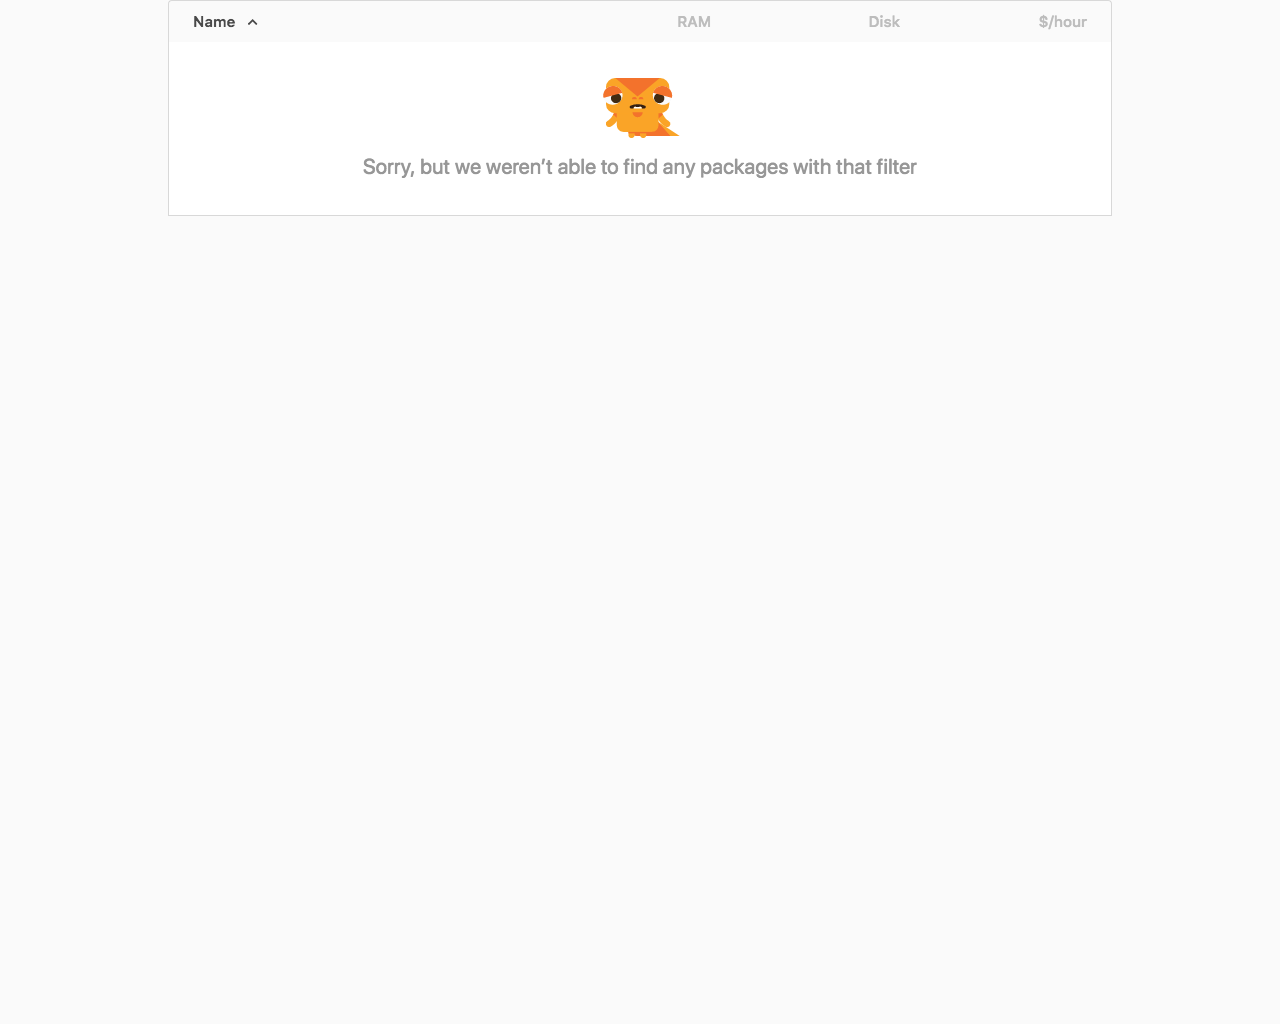 Name RAM Disk $/hour
Sorry, but we weren’t able to find any packages with that filter